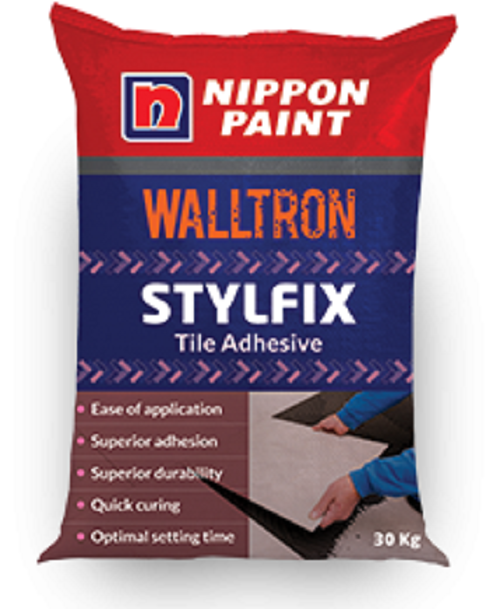 n NIPPON
PAINT
WALLTRON
STYLFIX
Tile Adhesive
• Ease of application
• Superior adhesion
• Superior durability
• Quick curing
• Optimal setting time
30 Kg